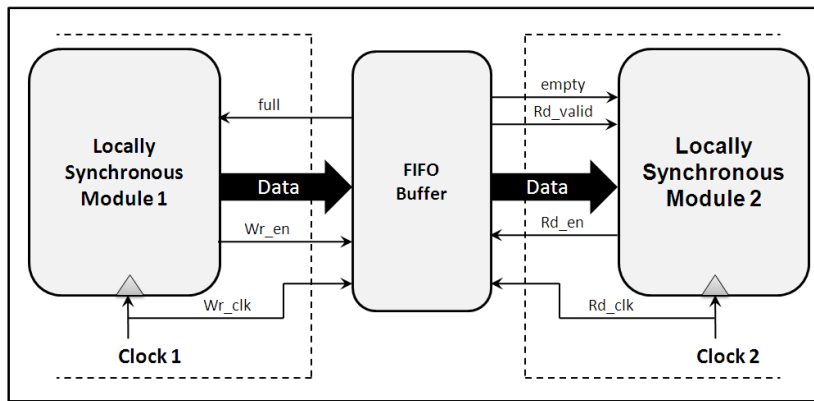 full
Locally
Synchronous
Module 1
Data
Wr_en
Wr_clk
Clock 1
FIFO
Buffer
empty
Rd_valid
Data
Rd_en
Rd_clk
Locally
Synchronous
Module 2
Clock 2